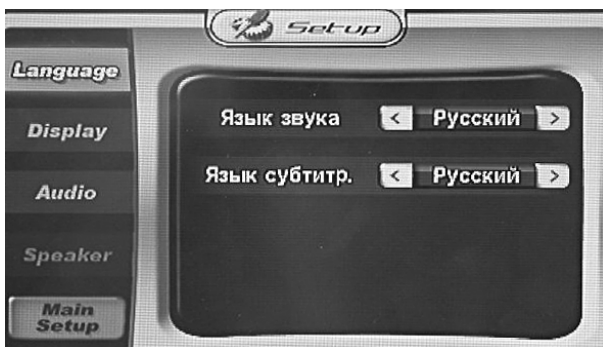 Setup
Language
Display
Audio
Speaker
Main
Setup
Язык звука < Русский >
Язык субтитр. < Русский >